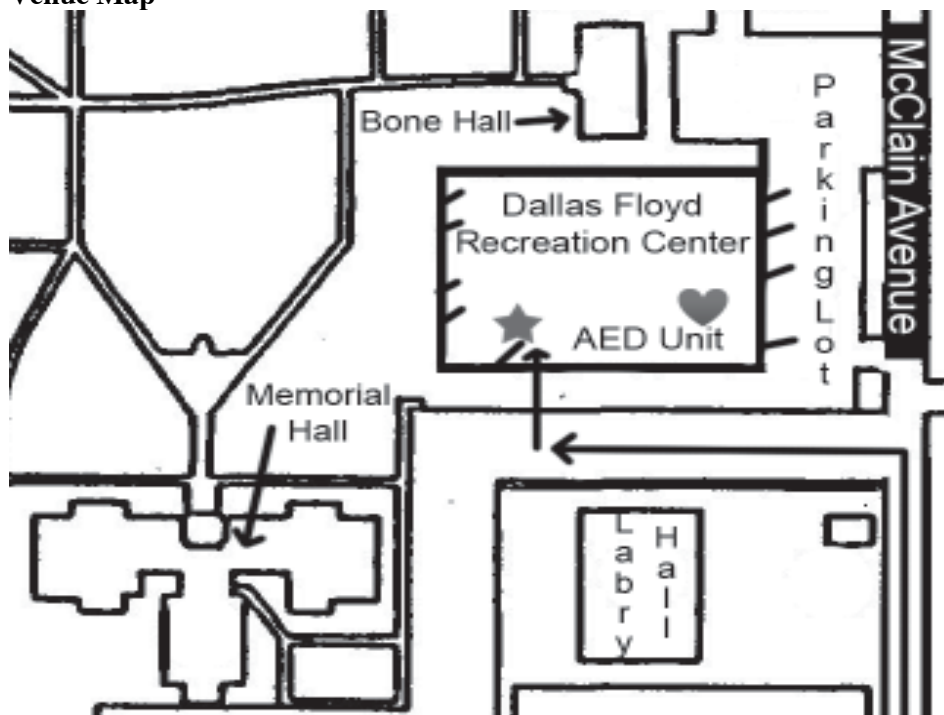 Venue Map
Bone Hall
Parking Lot
McClain Avenue
Dallas Floyd
Recreation Center
AED Unit
Memorial
Hall
Labry
Hall